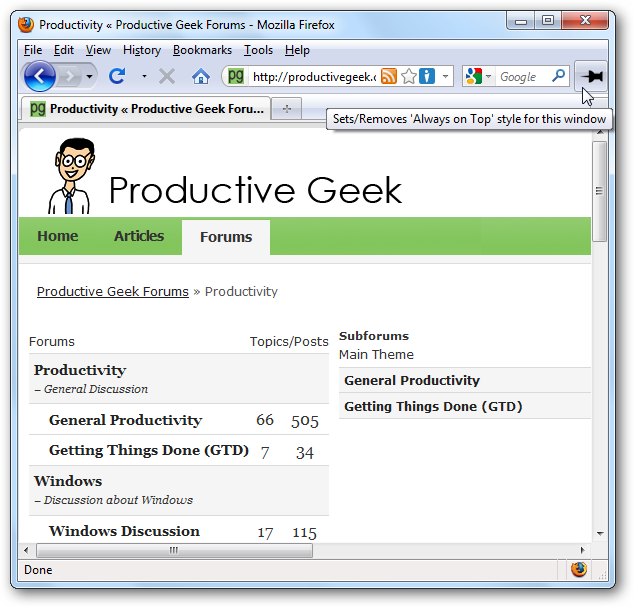 Productivity « Productive Geek Forums - Mozilla Firefox
File Edit View History Bookmarks Tools Help
pg http://productivegeek.c Google
pg Productivity « Productive Geek Foru...
Sets/Removes 'Always on Top' style for this window
Productive Geek
Home Articles Forums
Productive Geek Forums » Productivity
Forums Topics/Posts
Productivity
– General Discussion
General Productivity 66 505
Getting Things Done (GTD) 7 34
Windows
– Discussion about Windows
Windows Discussion 17 115
Subforums
Main Theme
General Productivity
Getting Things Done (GTD)
Done